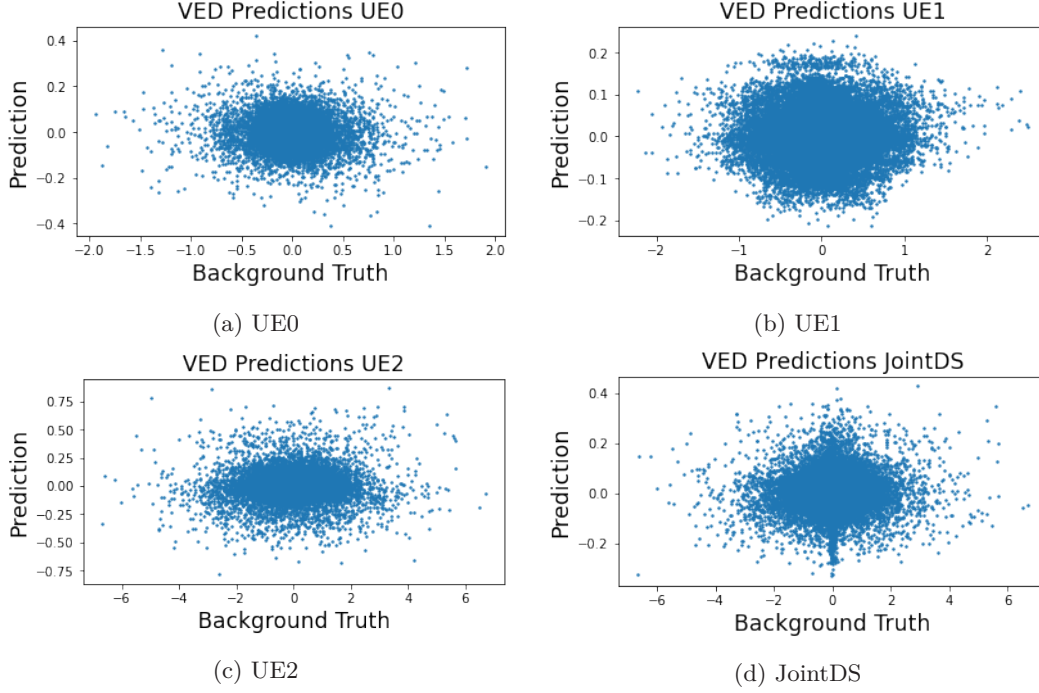 VED Predictions UE0
Prediction
0.4
0.2
0.0
−0.2
−0.4
−2.0 −1.5 −1.0 −0.5 0.0 0.5 1.0 1.5 2.0
Background Truth
(a) UE0
VED Predictions UE1
Prediction
0.2
0.1
0.0
−0.1
−0.2
−2 −1 0 1 2
Background Truth
(b) UE1
VED Predictions UE2
Prediction
0.75
0.50
0.25
0.00
−0.25
−0.50
−0.75
−6 −4 −2 0 2 4 6
Background Truth
(c) UE2
VED Predictions JointDS
Prediction
0.4
0.2
0.0
−0.2
−6 −4 −2 0 2 4 6
Background Truth
(d) JointDS